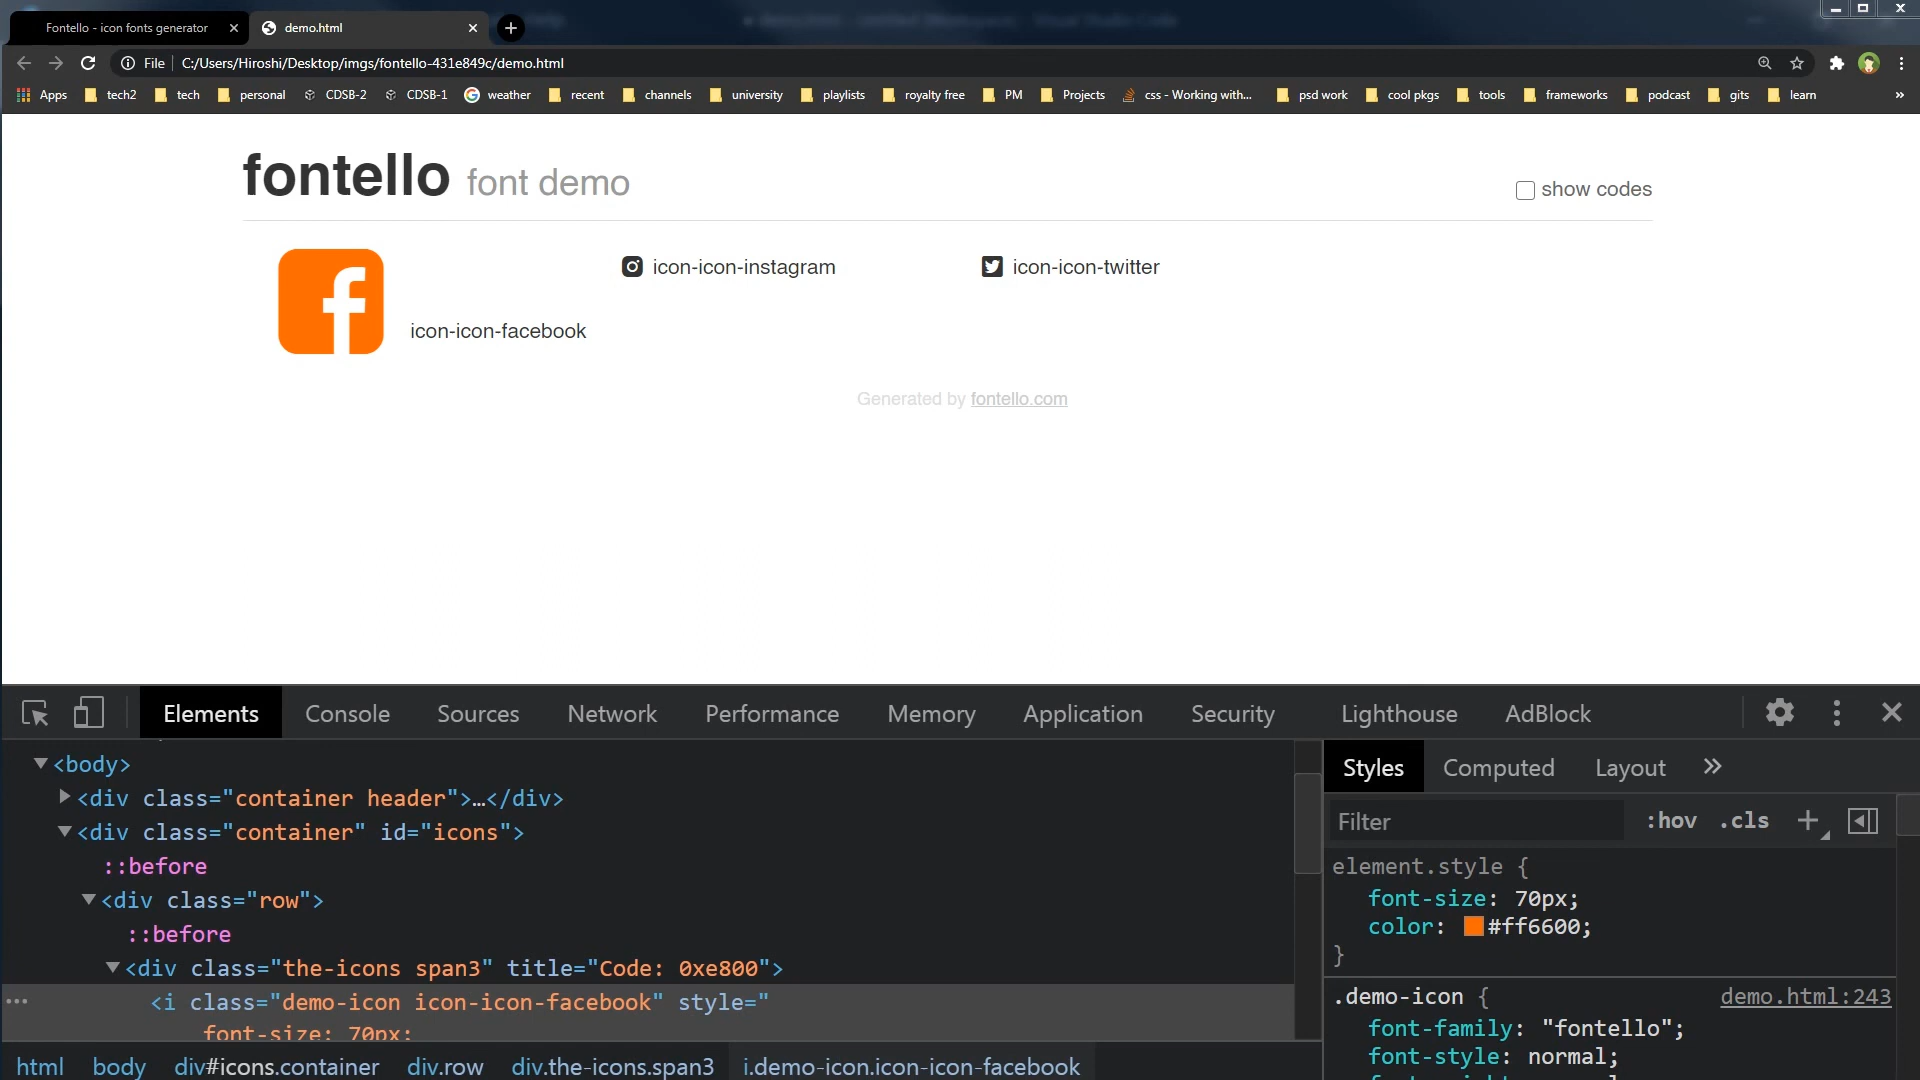 Fontello - icon fonts generator
demo.html
File C:/Users/Hiroshi/Desktop/imgs/fontello-431e849c/demo.html
Apps tech2 tech personal CDSB-2 CDSB-1 weather recent channels university playlists royalty free PM Projects css - Working with... psd work cool pkgs tools frameworks podcast gits learn »
fontello font demo
show codes
icon-icon-facebook
icon-icon-instagram
icon-icon-twitter
Generated by fontello.com
Elements Console Sources Network Performance Memory Application Security Lighthouse AdBlock
<body>
<div class="container header">…</div>
<div class="container" id="icons">
::before
<div class="row">
::before
<div class="the-icons span3" title="Code: 0xe800">
<i class="demo-icon icon-icon-facebook" style="
font-size: 70px;
html body div#icons.container div.row div.the-icons.span3 i.demo-icon.icon-icon-facebook
Styles Computed Layout »
Filter :hov .cls +
element.style {
font-size: 70px;
color: #ff6600;
}
.demo-icon { demo.html:243
font-family: "fontello";
font-style: normal;